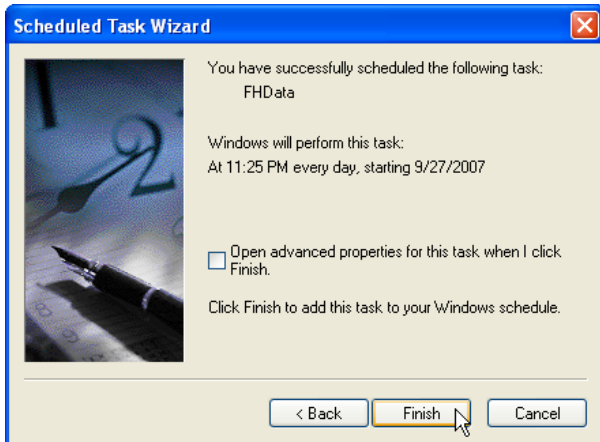 Scheduled Task Wizard
You have successfully scheduled the following task:
FHData
Windows will perform this task:
At 11:25 PM every day, starting 9/27/2007
Open advanced properties for this task when I click
Finish.
Click Finish to add this task to your Windows schedule.
< Back
Finish
Cancel